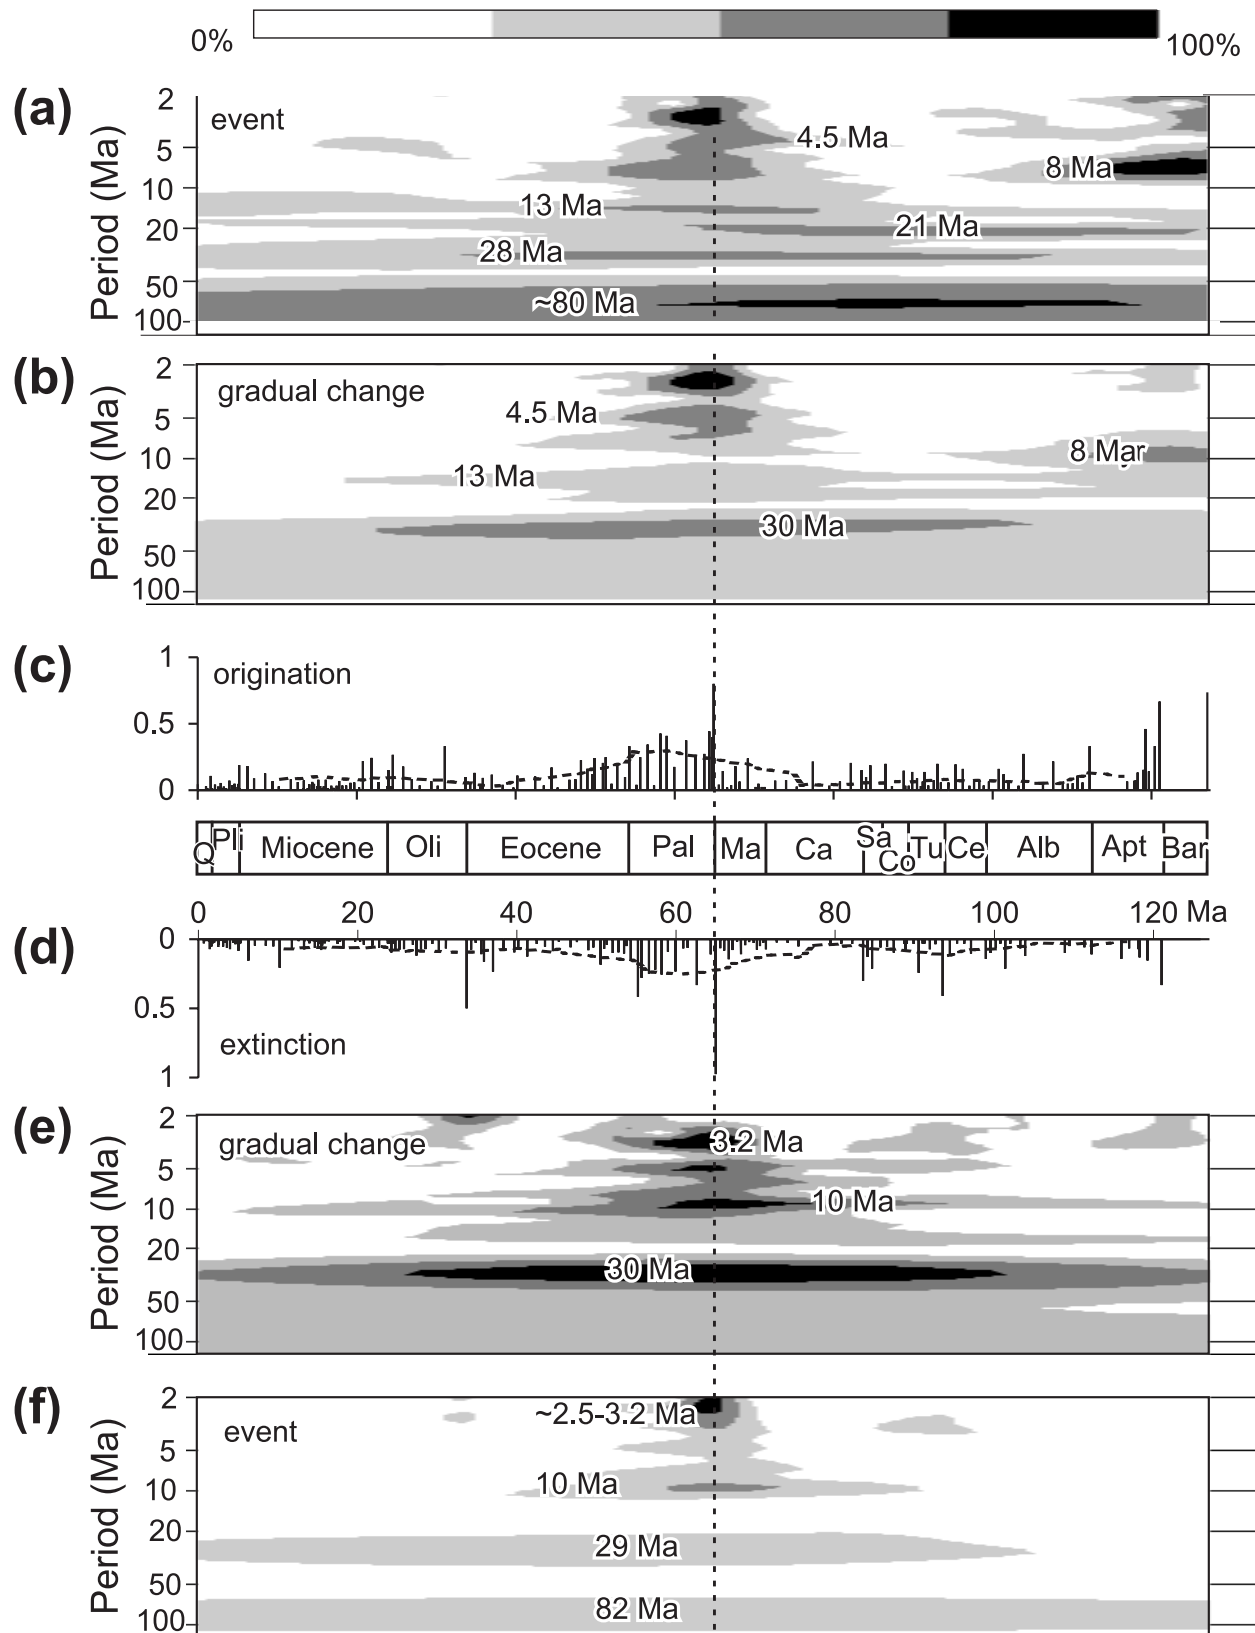 0%
100%
(a)
event
Period (Ma)
2
5
10
20
50
100
4.5 Ma
8 Ma
13 Ma
21 Ma
28 Ma
~80 Ma
(b)
gradual change
Period (Ma)
2
5
10
20
50
100
4.5 Ma
8 Myr
13 Ma
30 Ma
(c)
origination
1
0.5
0
Q Pli Miocene Oli Eocene Pal Ma Ca Sa Co Tu Ce Alb Apt Bar
0 20 40 60 80 100 120 Ma
(d)
extinction
0
0.5
1
(e)
gradual change
Period (Ma)
2
5
10
20
50
100
3.2 Ma
10 Ma
30 Ma
(f)
event
Period (Ma)
2
5
10
20
50
100
~2.5-3.2 Ma
10 Ma
29 Ma
82 Ma